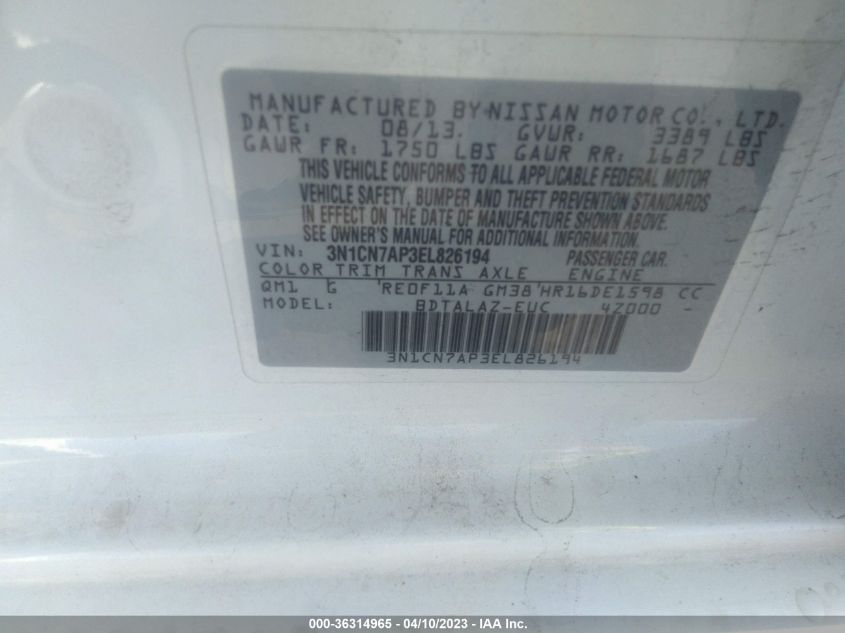 MANUFACTURED BY NISSAN MOTOR CO., LTD.
DATE: 08/13. GVWR: 3389 LBS
GAWR FR: 1750 LBS GAWR RR: 1687 LBS
THIS VEHICLE CONFORMS TO ALL APPLICABLE FEDERAL MOTOR
VEHICLE SAFETY, BUMPER AND THEFT PREVENTION STANDARDS
IN EFFECT ON THE DATE OF MANUFACTURE SHOWN ABOVE.
SEE OWNER'S MANUAL FOR ADDITIONAL INFORMATION.
VIN: 3N1CN7AP3EL826194 PASSENGER CAR.
COLOR TRIM TRANS AXLE ENGINE
QM1 G RE0F11A GM38 HR16DE1598 CC
MODEL: BDTALAZ-EUC 4Z000 -
3N1CN7AP3EL826194
000-36314965 - 04/10/2023 - IAA Inc.